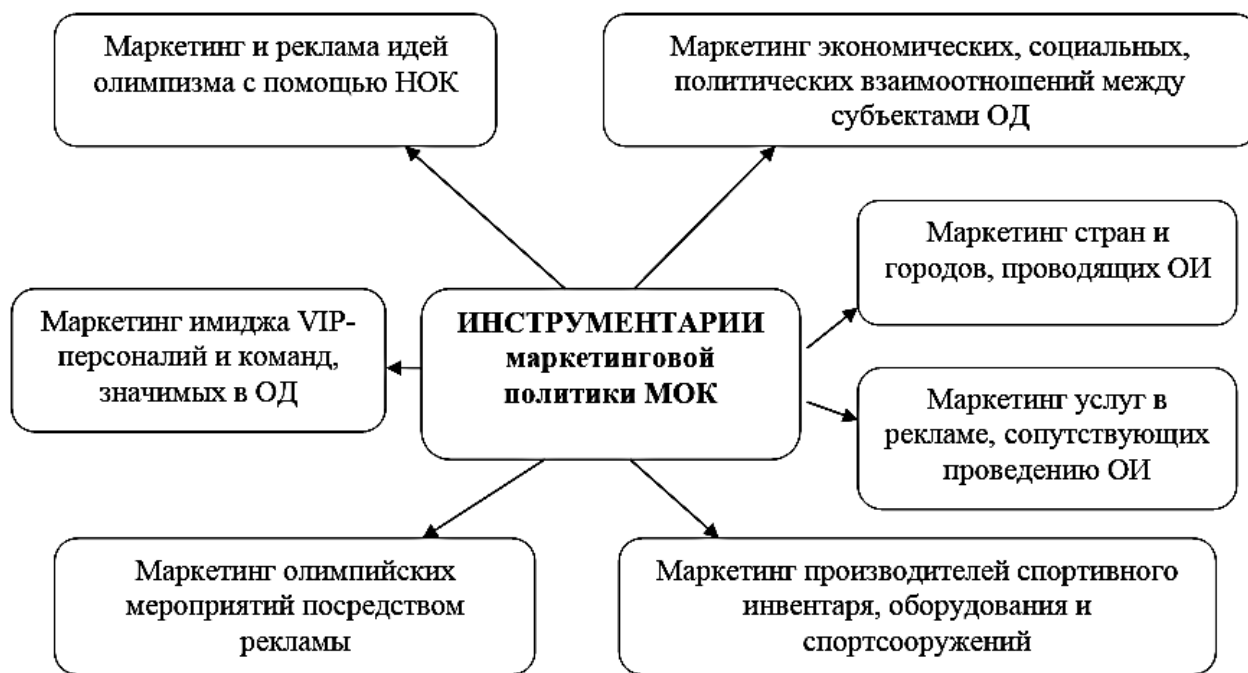 Маркетинг и реклама идей
олимпизма с помощью НОК
Маркетинг экономических, социальных,
политических взаимоотношений между
субъектами ОД
Маркетинг стран и
городов, проводящих ОИ
Маркетинг имиджа VIP-
персоналий и команд,
значимых в ОД
ИНСТРУМЕНТАРИИ
маркетинговой
политики МОК
Маркетинг услуг в
рекламе, сопутствующих
проведению ОИ
Маркетинг олимпийских
мероприятий посредством
рекламы
Маркетинг производителей спортивного
инвентаря, оборудования и
спортсооружений